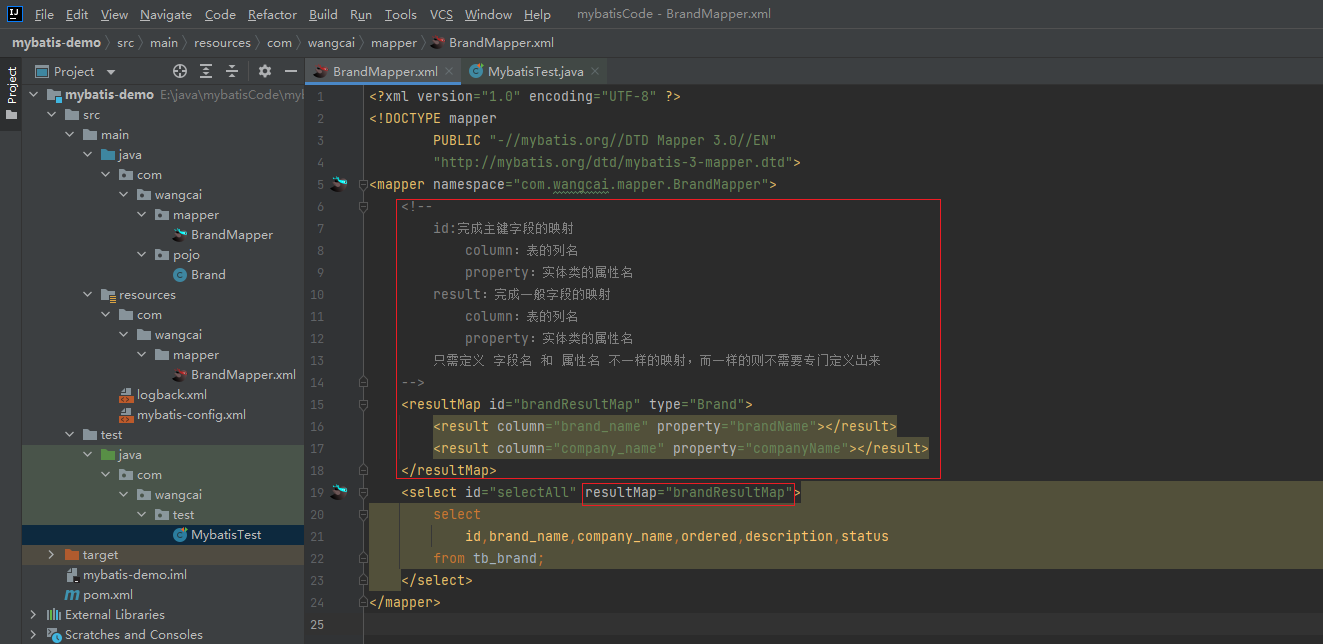 File Edit View Navigate Code Refactor Build Run Tools VCS Window Help mybatisCode - BrandMapper.xml
mybatis-demo src main resources com wangcai mapper BrandMapper.xml
Project
Project
BrandMapper.xml
MybatisTest.java
mybatis-demo E:\java\mybatisCode\myb
src
main
java
com
wangcai
mapper
BrandMapper
pojo
Brand
resources
com
wangcai
mapper
BrandMapper.xml
logback.xml
mybatis-config.xml
test
java
com
wangcai
test
MybatisTest
target
mybatis-demo.iml
pom.xml
External Libraries
Scratches and Consoles
1 <?xml version="1.0" encoding="UTF-8" ?>
2 <!DOCTYPE mapper
3 PUBLIC "-//mybatis.org//DTD Mapper 3.0//EN"
4 "http://mybatis.org/dtd/mybatis-3-mapper.dtd">
5 <mapper namespace="com.wangcai.mapper.BrandMapper">
6 <!--
7 id:完成主键字段的映射
8 column: 表的列名
9 property: 实体类的属性名
10 result: 完成一般字段的映射
11 column: 表的列名
12 property: 实体类的属性名
13 只需定义 字段名 和 属性名 不一样的映射，而一样的则不需要专门定义出来
14 -->
15 <resultMap id="brandResultMap" type="Brand">
16 <result column="brand_name" property="brandName"></result>
17 <result column="company_name" property="companyName"></result>
18 </resultMap>
19 <select id="selectAll" resultMap="brandResultMap">
20 select
21 id,brand_name,company_name,ordered,description,status
22 from tb_brand;
23 </select>
24 </mapper>
25